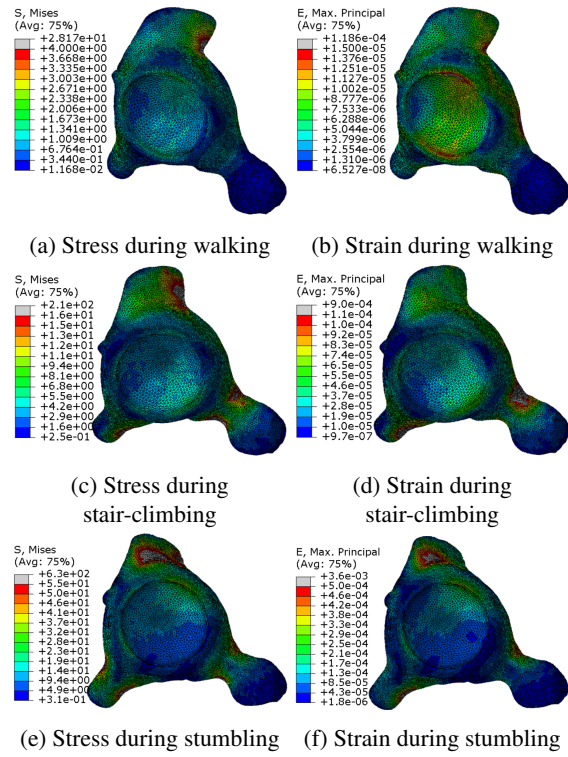 S, Mises
(Avg: 75%)
+2.817e+01
+4.000e+00
+3.668e+00
+3.335e+00
+3.003e+00
+2.671e+00
+2.338e+00
+2.006e+00
+1.673e+00
+1.341e+00
+1.009e+00
+6.764e-01
+3.440e-01
+1.168e-02
E, Max. Principal
(Avg: 75%)
+1.186e-04
+1.500e-05
+1.376e-05
+1.251e-05
+1.127e-05
+1.002e-05
+8.777e-06
+7.533e-06
+6.288e-06
+5.044e-06
+3.799e-06
+2.554e-06
+1.310e-06
+6.527e-08
(a) Stress during walking
(b) Strain during walking
S, Mises
(Avg: 75%)
+2.1e+02
+1.6e+01
+1.5e+01
+1.3e+01
+1.2e+01
+1.1e+01
+9.4e+00
+8.1e+00
+6.8e+00
+5.5e+00
+4.2e+00
+2.9e+00
+1.6e+00
+2.5e-01
E, Max. Principal
(Avg: 75%)
+9.0e-04
+1.1e-04
+1.0e-04
+9.2e-05
+8.3e-05
+7.4e-05
+6.5e-05
+5.5e-05
+4.6e-05
+3.7e-05
+2.8e-05
+1.9e-05
+1.0e-05
+9.7e-07
(c) Stress during
stair-climbing
(d) Strain during
stair-climbing
S, Mises
(Avg: 75%)
+6.3e+02
+5.5e+01
+5.0e+01
+4.6e+01
+4.1e+01
+3.7e+01
+3.2e+01
+2.8e+01
+2.3e+01
+1.9e+01
+1.4e+01
+9.4e+00
+4.9e+00
+3.1e-01
E, Max. Principal
(Avg: 75%)
+3.6e-03
+5.0e-04
+4.6e-04
+4.2e-04
+3.8e-04
+3.3e-04
+2.9e-04
+2.5e-04
+2.1e-04
+1.7e-04
+1.3e-04
+8.5e-05
+4.3e-05
+1.8e-06
(e) Stress during stumbling
(f) Strain during stumbling